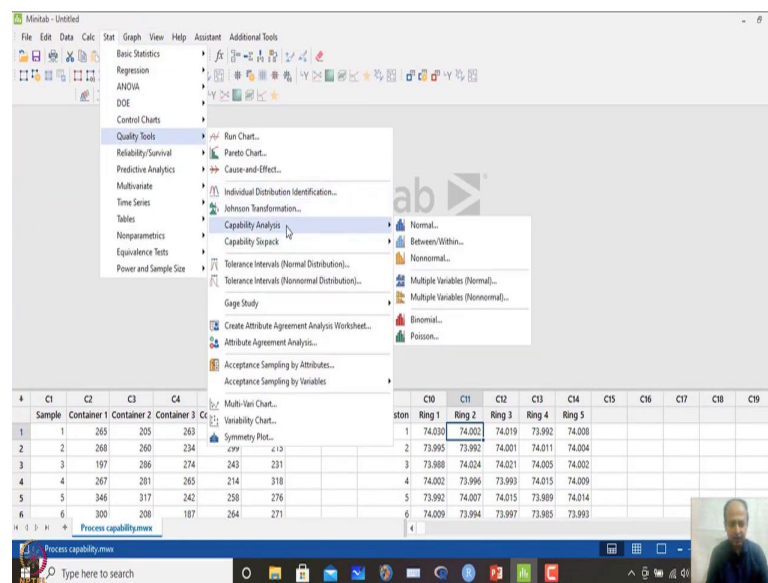 Minitab - Untitled
File Edit Data Calc Stat Graph View Help Assistant Additional Tools
Basic Statistics
Regression
ANOVA
DOE
Control Charts
Quality Tools
Reliability/Survival
Predictive Analytics
Multivariate
Time Series
Tables
Nonparametrics
Equivalence Tests
Power and Sample Size
Run Chart...
Pareto Chart...
Cause-and-Effect...
Individual Distribution Identification...
Johnson Transformation...
Capability Analysis
Capability Sixpack
Tolerance Intervals (Normal Distribution)...
Tolerance Intervals (Nonnormal Distribution)...
Gage Study
Create Attribute Agreement Analysis Worksheet...
Attribute Agreement Analysis...
Acceptance Sampling by Attributes...
Acceptance Sampling by Variables
Multi-Vari Chart...
Variability Chart...
Symmetry Plot...
ab
Normal...
Between/Within...
Nonnormal...
Multiple Variables (Normal)...
Multiple Variables (Nonnormal)...
Binomial...
Poisson...
C1 C2 C3 C4 C10 C11 C12 C13 C14 C15 C16 C17 C18 C19
Sample Container 1 Container 2 Container 3 Co ston Ring 1 Ring 2 Ring 3 Ring 4 Ring 5
1 1 265 205 263 1 74.030 74.002 74.019 73.992 74.008
2 2 268 260 234 299 215 2 73.995 73.992 74.001 74.011 74.004
3 3 197 286 274 243 231 3 73.988 74.024 74.021 74.005 74.002
4 4 267 281 265 214 318 4 74.002 73.996 73.993 74.015 74.009
5 5 346 317 242 258 276 5 73.992 74.007 74.015 73.989 74.014
6 6 300 208 187 264 271 6 74.009 73.994 73.997 73.985 73.993
Process capability.mwx
Process capability.mwx
Type here to search
NPTEL